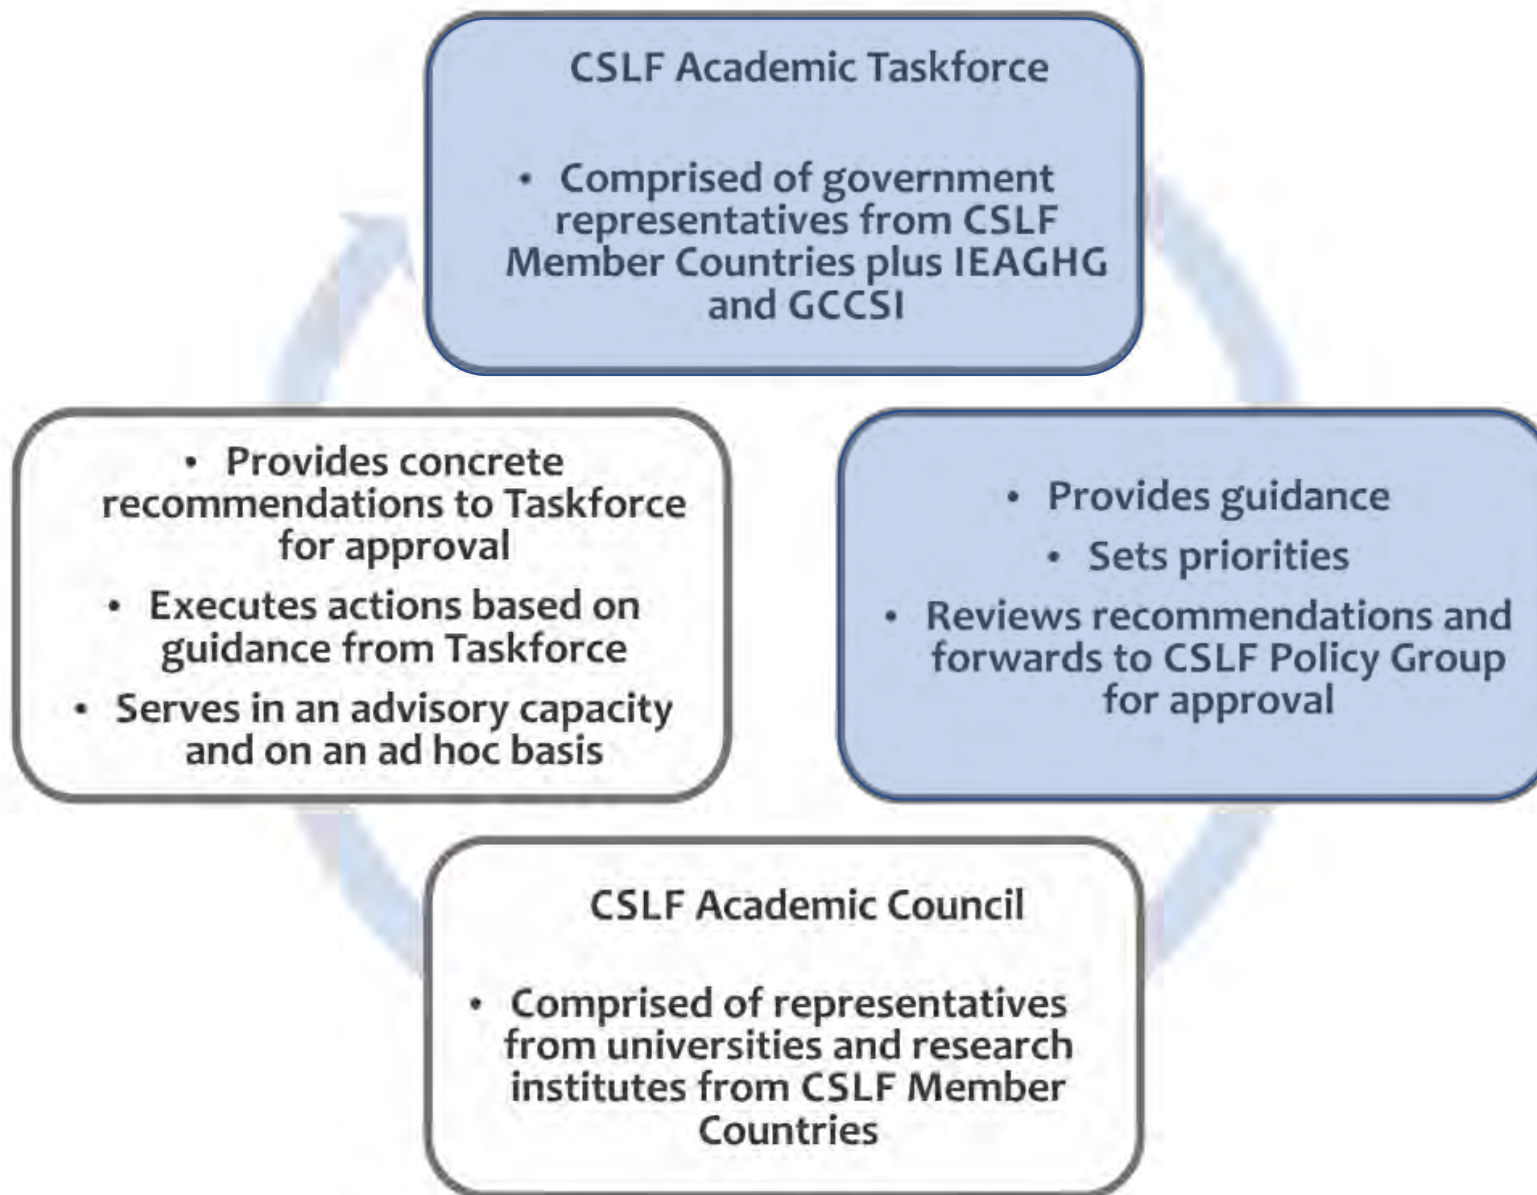 CSLF Academic Taskforce
• Comprised of government
representatives from CSLF
Member Countries plus IEAGHG
and GCCSI
• Provides concrete
recommendations to Taskforce
for approval
• Executes actions based on
guidance from Taskforce
• Serves in an advisory capacity
and on an ad hoc basis
• Provides guidance
• Sets priorities
• Reviews recommendations and
forwards to CSLF Policy Group
for approval
CSLF Academic Council
• Comprised of representatives
from universities and research
institutes from CSLF Member
Countries